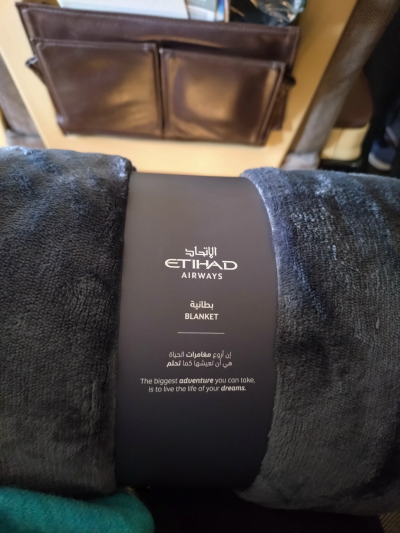 الاتحاد
ETIHAD
AIRWAYS
بطانية
BLANKET
إن أروع مغامرات الحياة
هي أن تعيشها كما تحلم
The biggest adventure you can take,
is to live the life of your dreams.